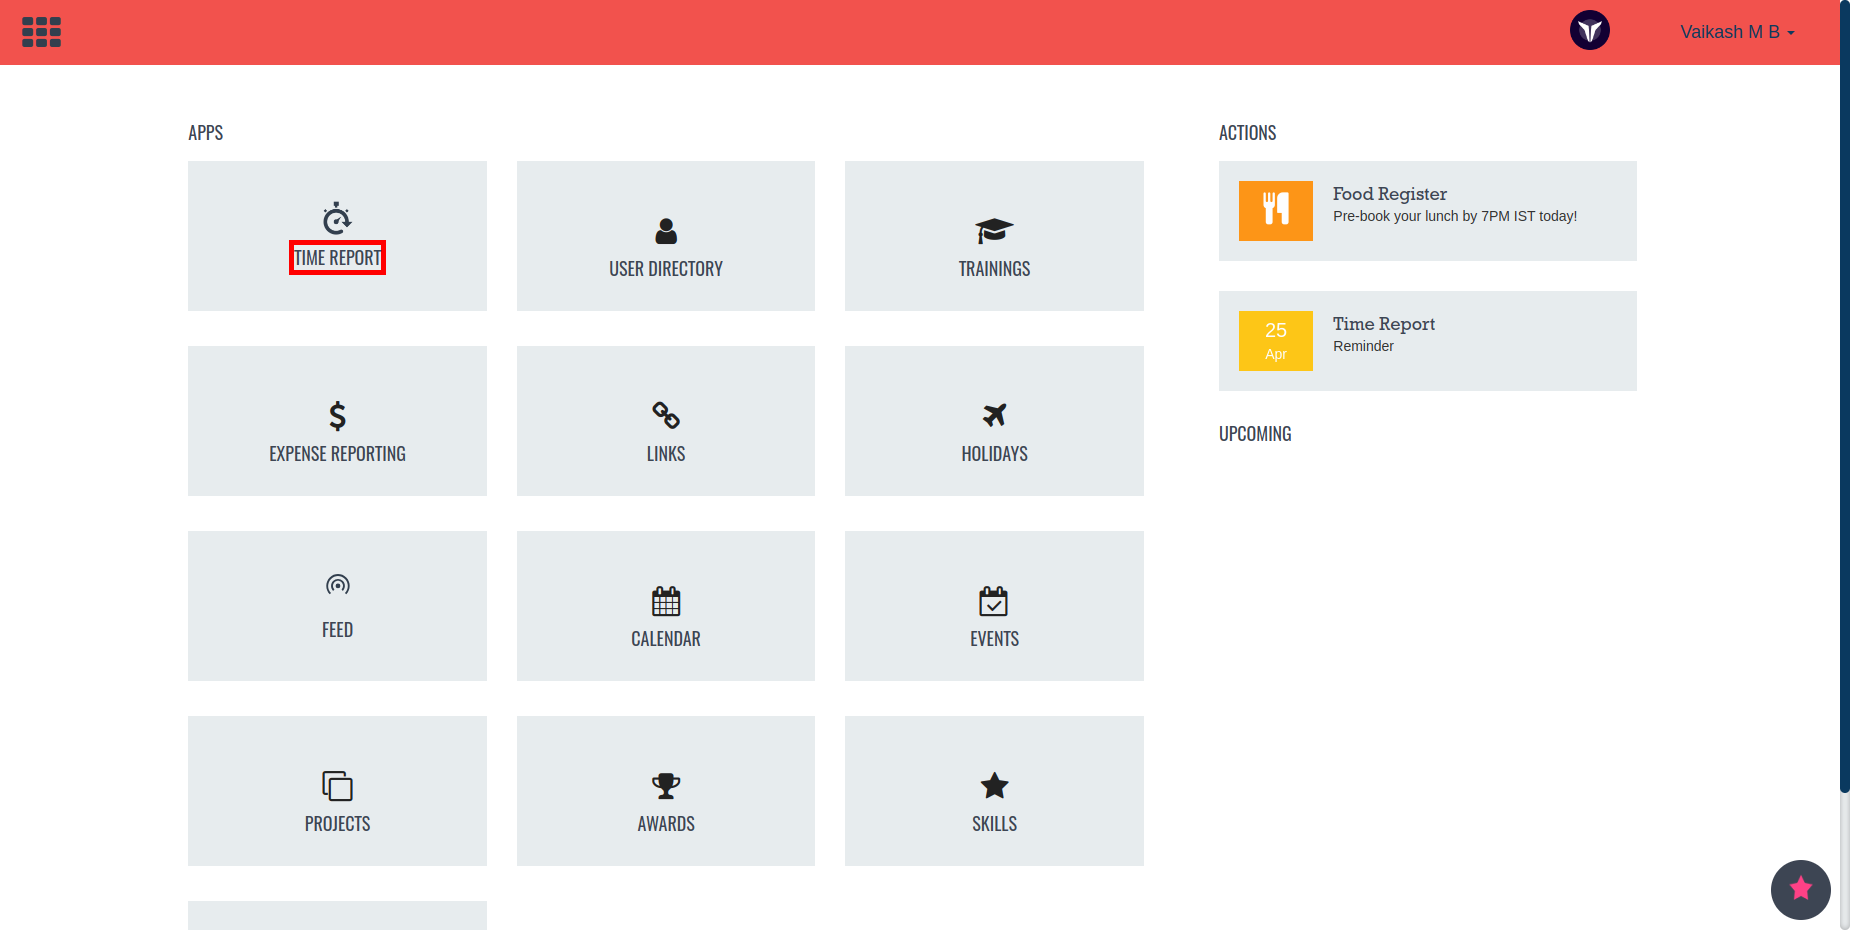 Vaikash M B
APPS
TIME REPORT
USER DIRECTORY
TRAININGS
EXPENSE REPORTING
LINKS
HOLIDAYS
FEED
CALENDAR
EVENTS
PROJECTS
AWARDS
SKILLS
ACTIONS
Food Register
Pre-book your lunch by 7PM IST today!
25
Apr
Time Report
Reminder
UPCOMING